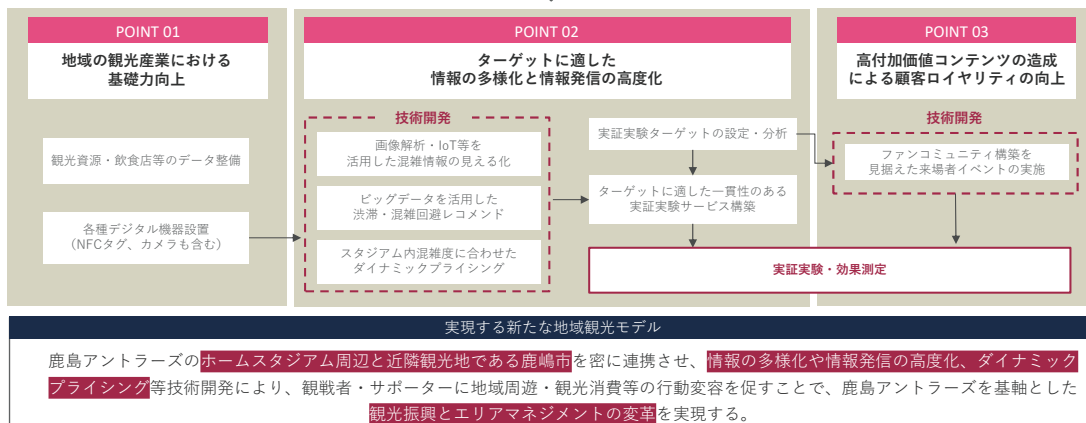 POINT 01
地域の観光産業における
基礎力向上
観光資源・飲食店等のデータ整備
各種デジタル機器設置
（NFCタグ、カメラも含む）
POINT 02
ターゲットに適した
情報の多様化と情報発信の高度化
技術開発
画像解析・IoT等を
活用した混雑情報の見える化
ビッグデータを活用した
渋滞・混雑回避レコメンド
スタジアム内混雑度に合わせた
ダイナミックプライシング
実証実験ターゲットの設定・分析
ターゲットに適した一貫性のある
実証実験サービス構築
POINT 03
高付加価値コンテンツの造成
による顧客ロイヤリティの向上
技術開発
ファンコミュニティ構築を
見据えた来場者イベントの実施
実証実験・効果測定
実現する新たな地域観光モデル
鹿島アントラーズのホームスタジアム周辺と近隣観光地である鹿嶋市を密に連携させ、情報の多様化や情報発信の高度化、ダイナミック
プライシング等技術開発により、観戦者・サポーターに地域周遊・観光消費等の行動変容を促すことで、鹿島アントラーズを基軸とした
観光振興とエリアマネジメントの変革を実現する。